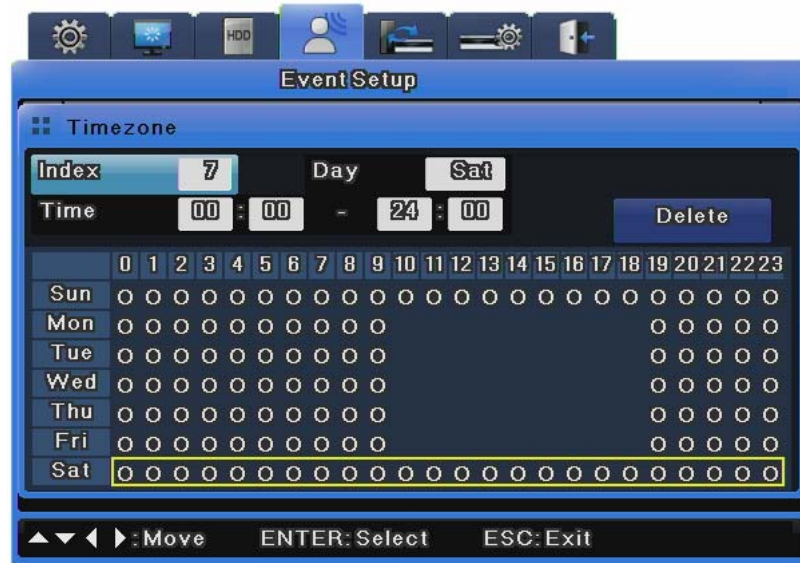 HDD
Event Setup
Timezone
Index 7 Day Sat
Time 00 : 00 - 24 : 00 Delete
0 1 2 3 4 5 6 7 8 9 10 11 12 13 14 15 16 17 18 19 20 21 22 23
Sun O O O O O O O O O O O O O O O O O O O O O O O O
Mon O O O O O O O O O O O O O O O
Tue O O O O O O O O O O O O O O O
Wed O O O O O O O O O O O O O O O
Thu O O O O O O O O O O O O O O O
Fri O O O O O O O O O O O O O O O
Sat O O O O O O O O O O O O O O O O O O O O O O O O
:Move ENTER:Select ESC:Exit